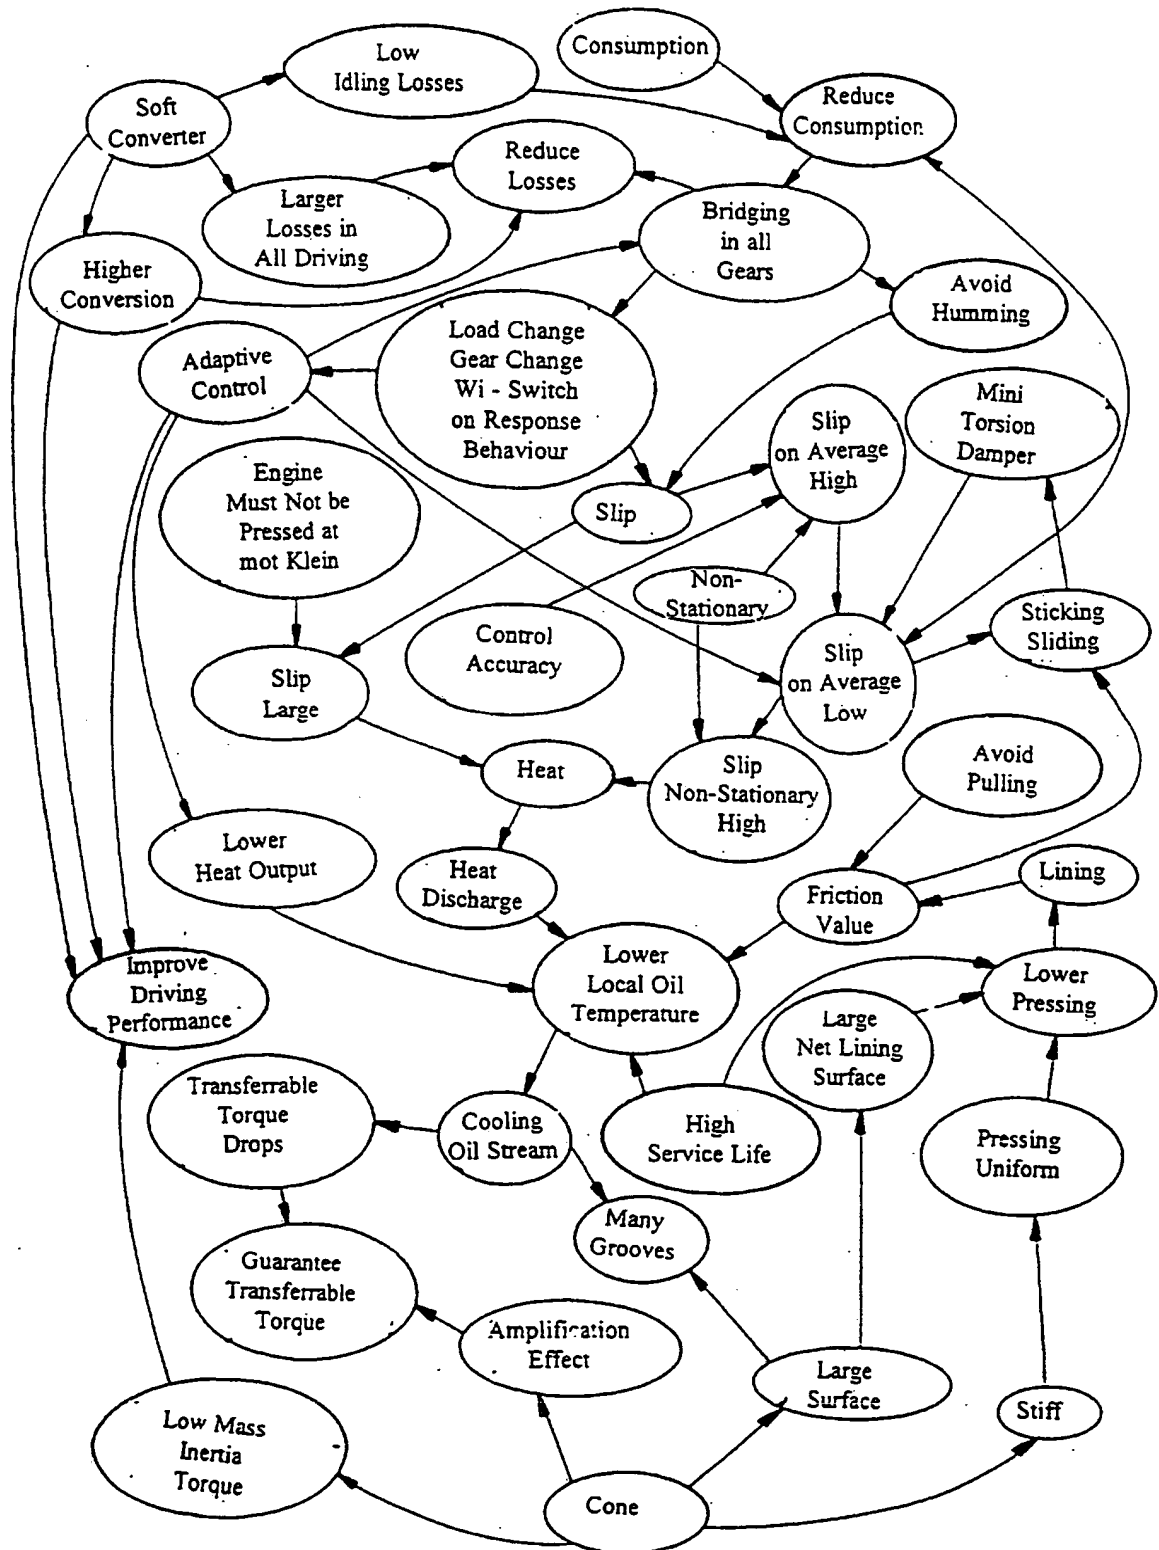 Low
Idling Losses
Consumption
Reduce
Consumption
Soft
Converter
Reduce
Losses
Larger
Losses in
All Driving
Bridging
in all
Gears
Higher
Conversion
Avoid
Humming
Load Change
Gear Change
Wi - Switch
on Response
Behaviour
Adaptive
Control
Mini
Torsion
Damper
Slip
on Average
High
Engine
Must Not be
Pressed at
mot Klein
Slip
Non-
Stationary
Sticking
Sliding
Control
Accuracy
Slip
on Average
Low
Slip
Large
Avoid
Pulling
Heat
Slip
Non-Stationary
High
Lower
Heat Output
Heat
Discharge
Lining
Friction
Value
Lower
Local Oil
Temperature
Improve
Driving
Performance
Lower
Pressing
Large
Net Lining
Surface
Transferrable
Torque
Drops
Cooling
Oil Stream
High
Service Life
Pressing
Uniform
Many
Grooves
Guarantee
Transferrable
Torque
Amplification
Effect
Large
Surface
Stiff
Low Mass
Inertia
Torque
Cone